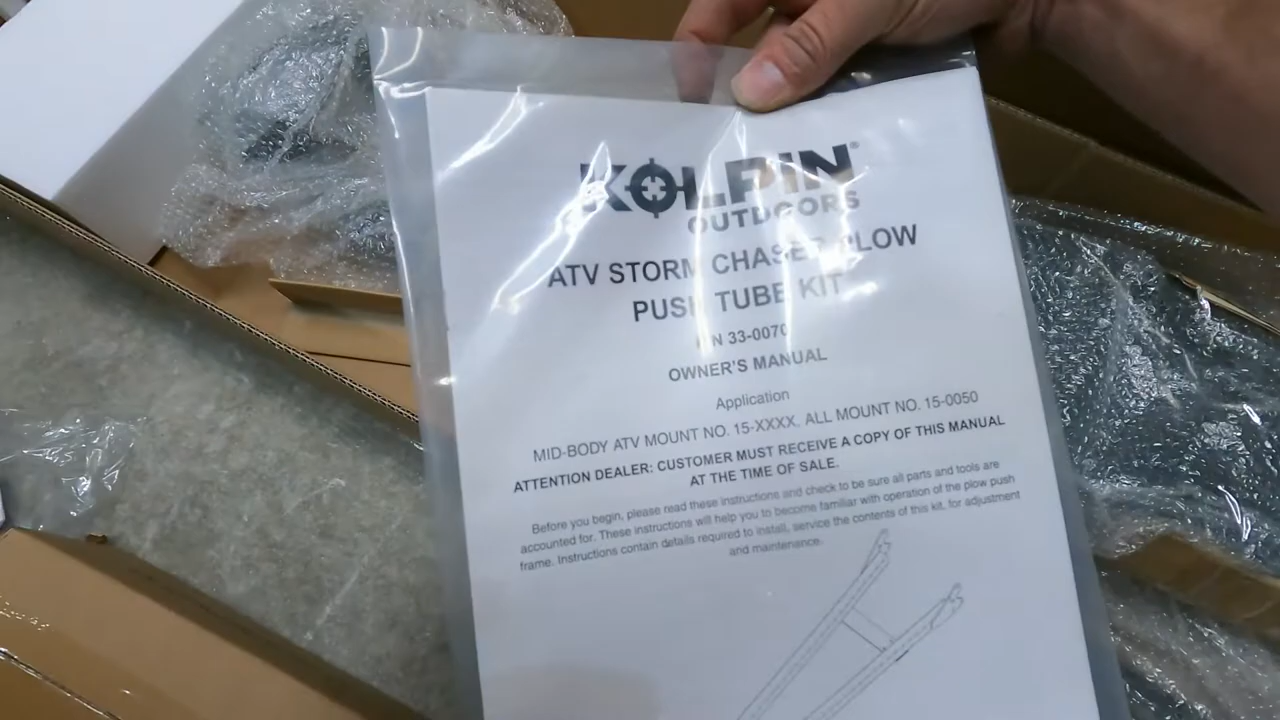 KOLPIN®
OUTDOORS
ATV STORM CHASER PLOW
PUSH TUBE KIT
P/N 33-0070
OWNER'S MANUAL
Application
MID-BODY ATV MOUNT NO. 15-XXXX, ALL MOUNT NO. 15-0050
ATTENTION DEALER: CUSTOMER MUST RECEIVE A COPY OF THIS MANUAL
AT THE TIME OF SALE.
Before you begin, please read these instructions and check to be sure all parts and tools are
accounted for. These instructions will help you to become familiar with operation of the plow push
frame. Instructions contain details required to install, service the contents of this kit, for adjustment
and maintenance.